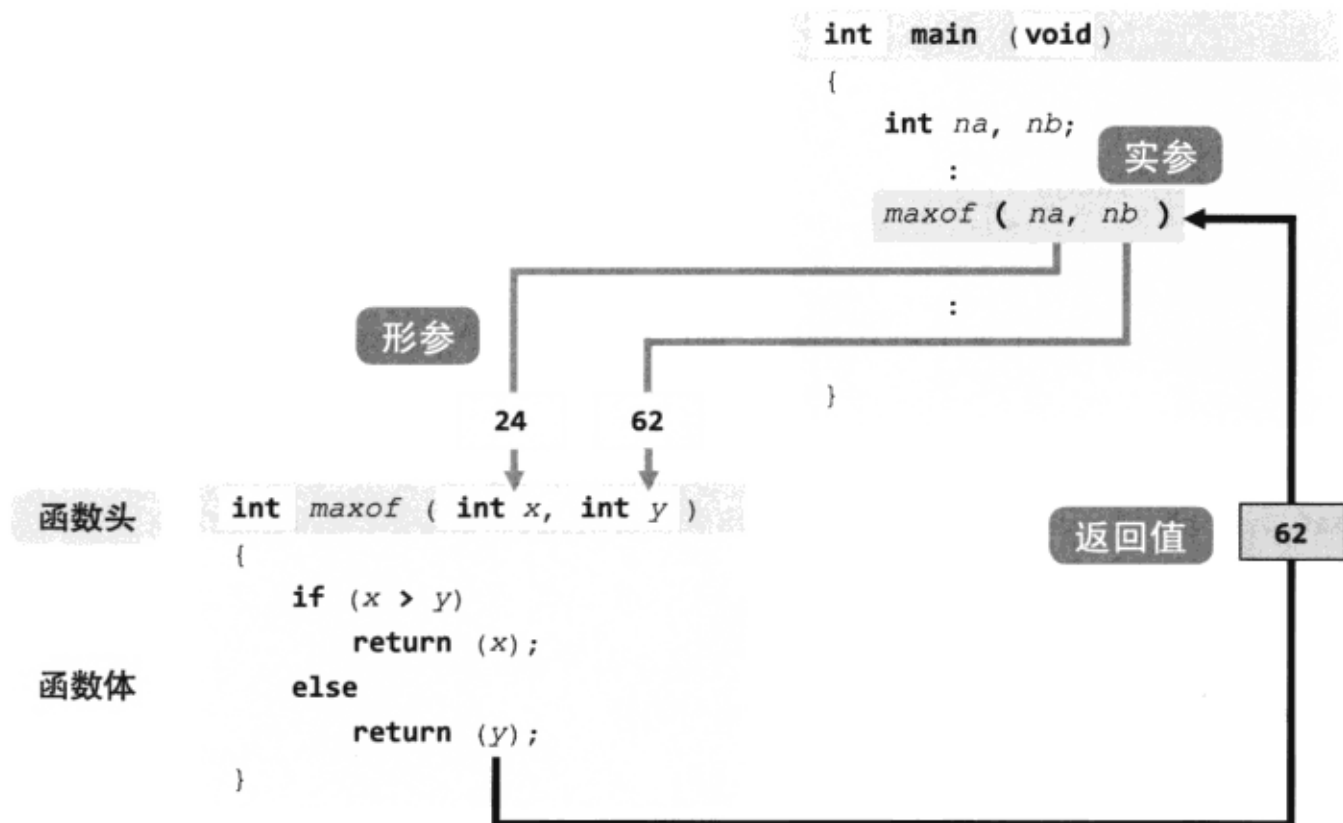 int main (void)
{
int na, nb;
实参
:
maxof ( na, nb )
:
形参
}
24 62
函数头 int maxof ( int x, int y )
返回值 62
{
if (x > y)
return (x);
函数体 else
return (y);
}